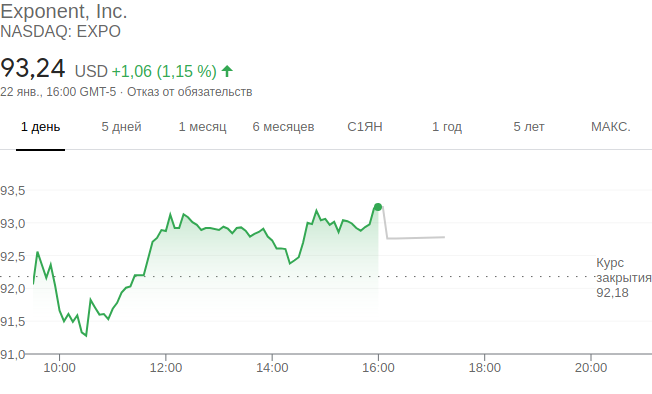 Exponent, Inc.
NASDAQ: EXPO
93,24 USD +1,06 (1,15 %)
22 янв., 16:00 GMT-5 · Отказ от обязательств
1 день 5 дней 1 месяц 6 месяцев С1ЯН 1 год 5 лет МАКС.
93,5
93,0
92,5
92,0
91,5
91,0
Курс
закрытия
92,18
10:00 12:00 14:00 16:00 18:00 20:00